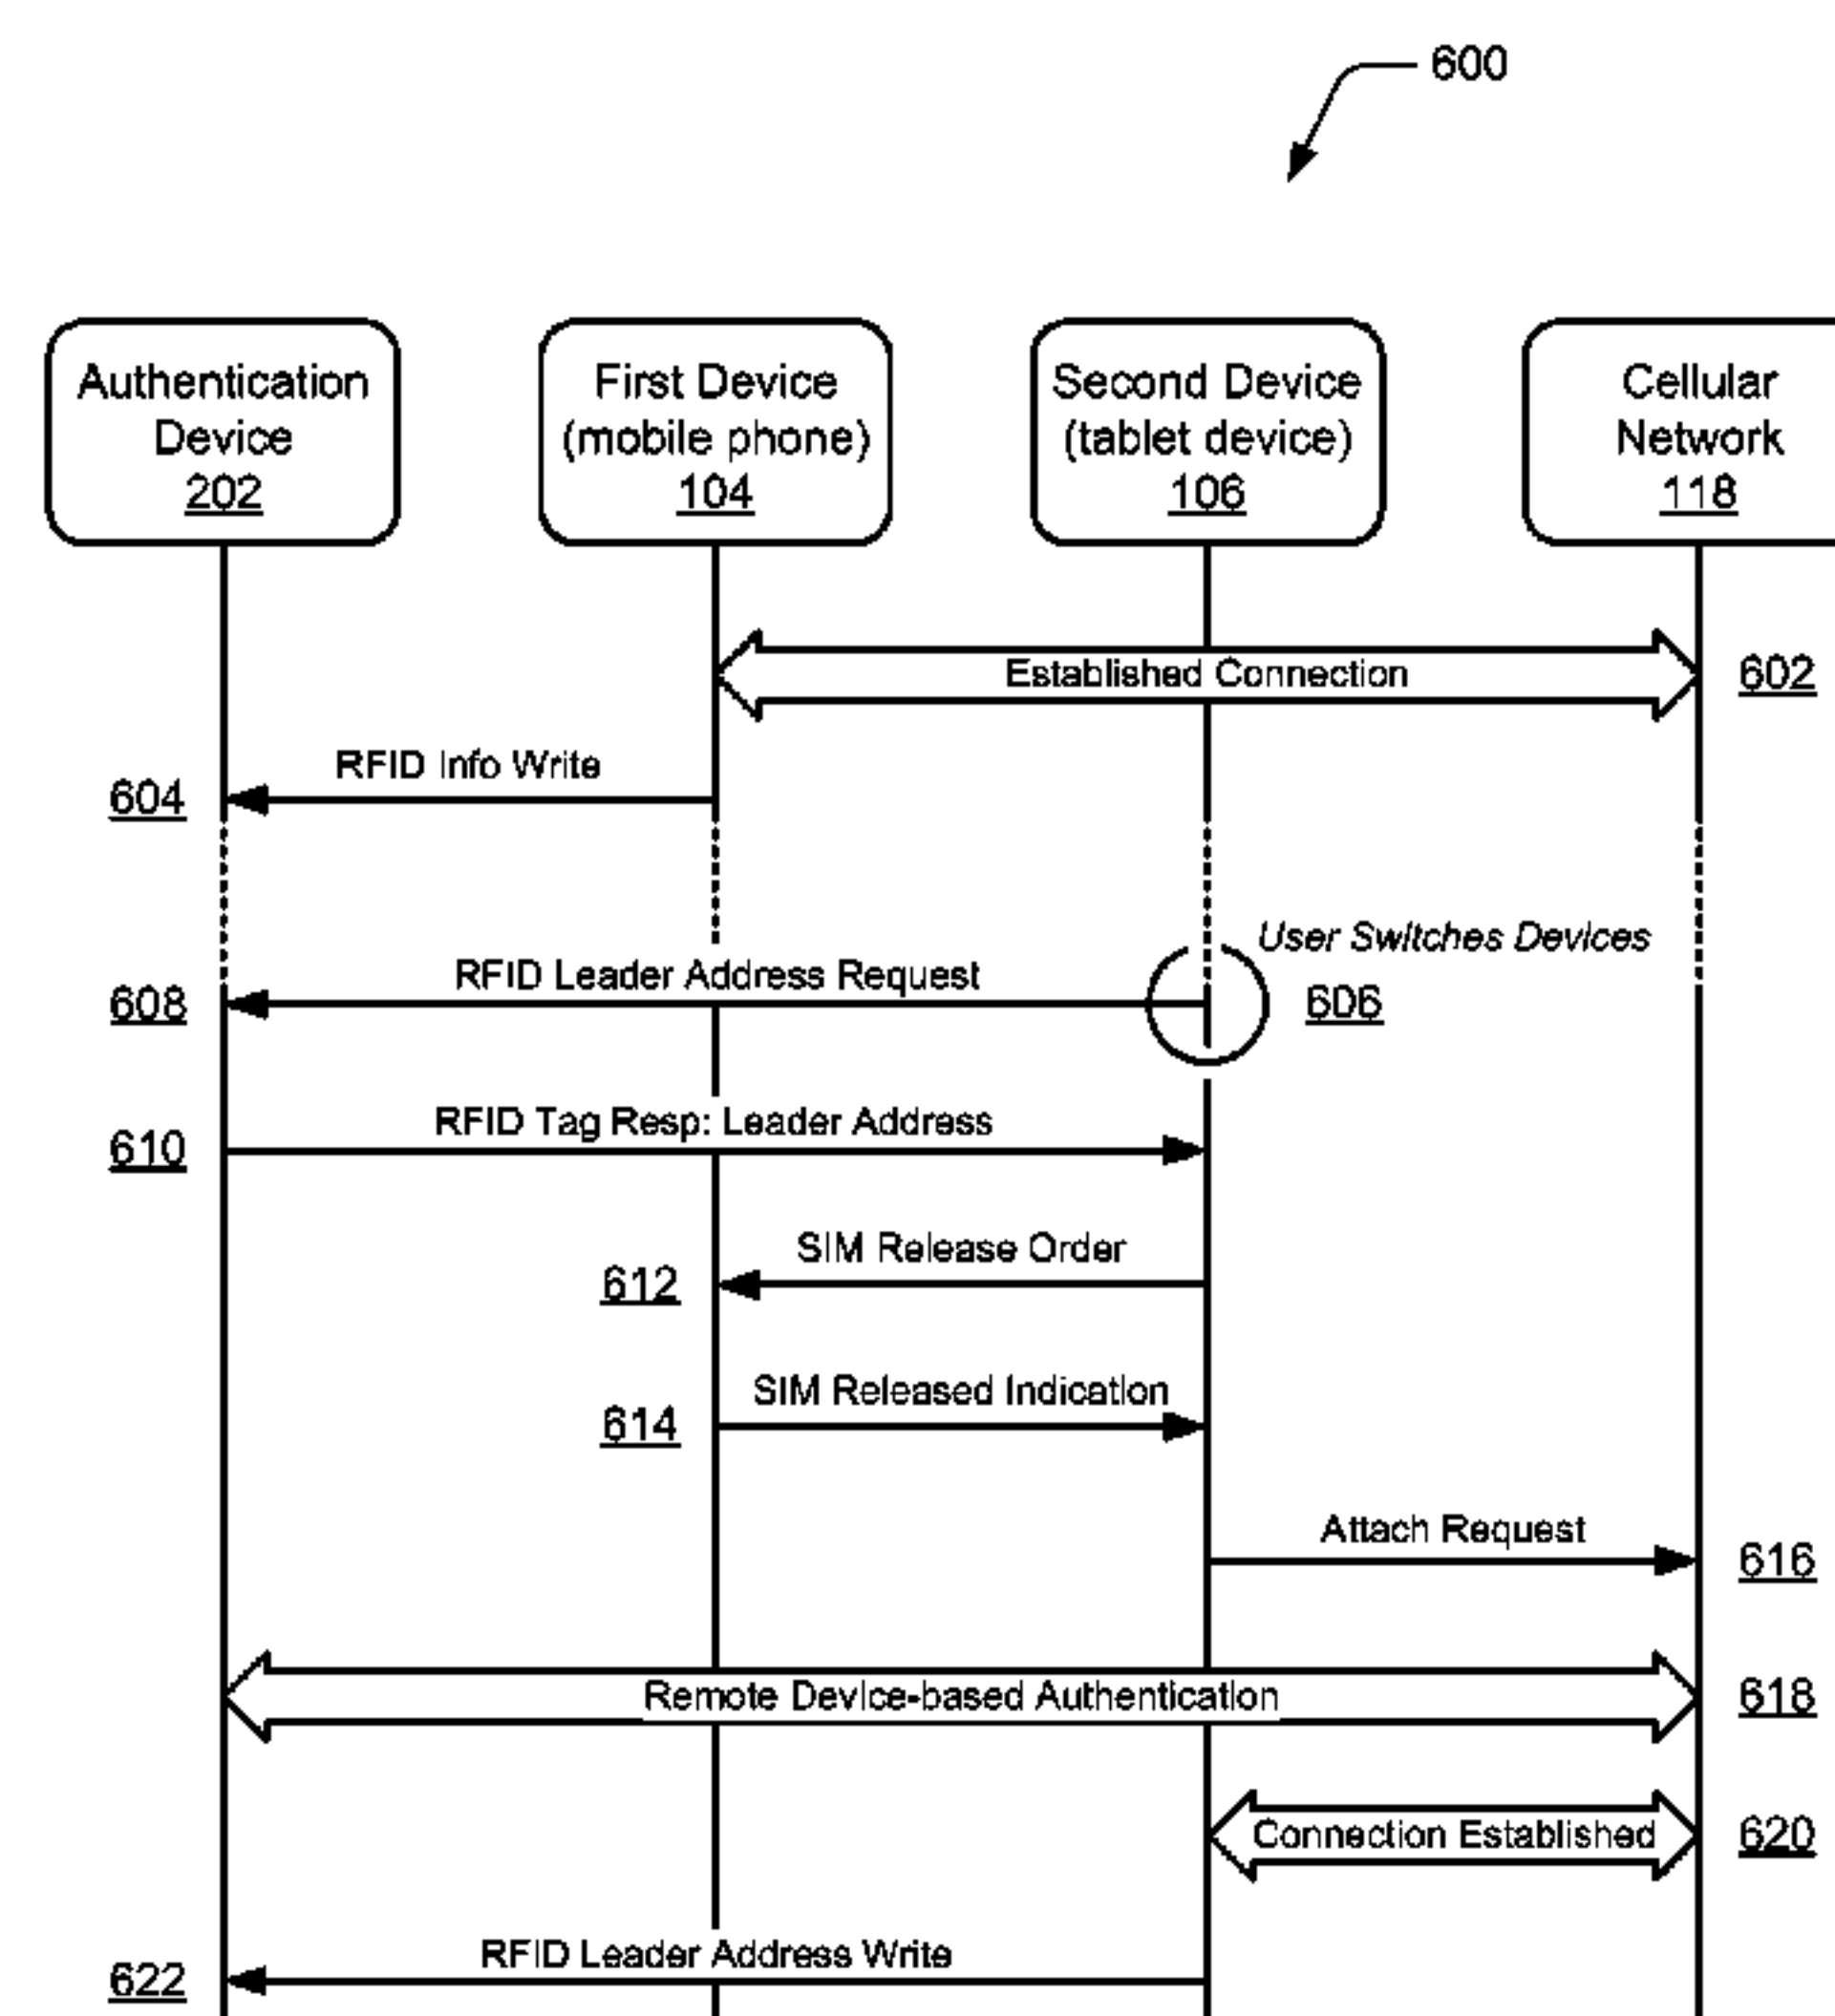 600
Authentication
Device
202
First Device
(mobile phone)
104
Second Device
(tablet device)
106
Cellular
Network
118
Established Connection
602
RFID Info Write
604
User Switches Devices
606
RFID Leader Address Request
608
RFID Tag Resp: Leader Address
610
SIM Release Order
612
SIM Released Indication
614
Attach Request
616
Remote Device-based Authentication
618
Connection Established
620
RFID Leader Address Write
622